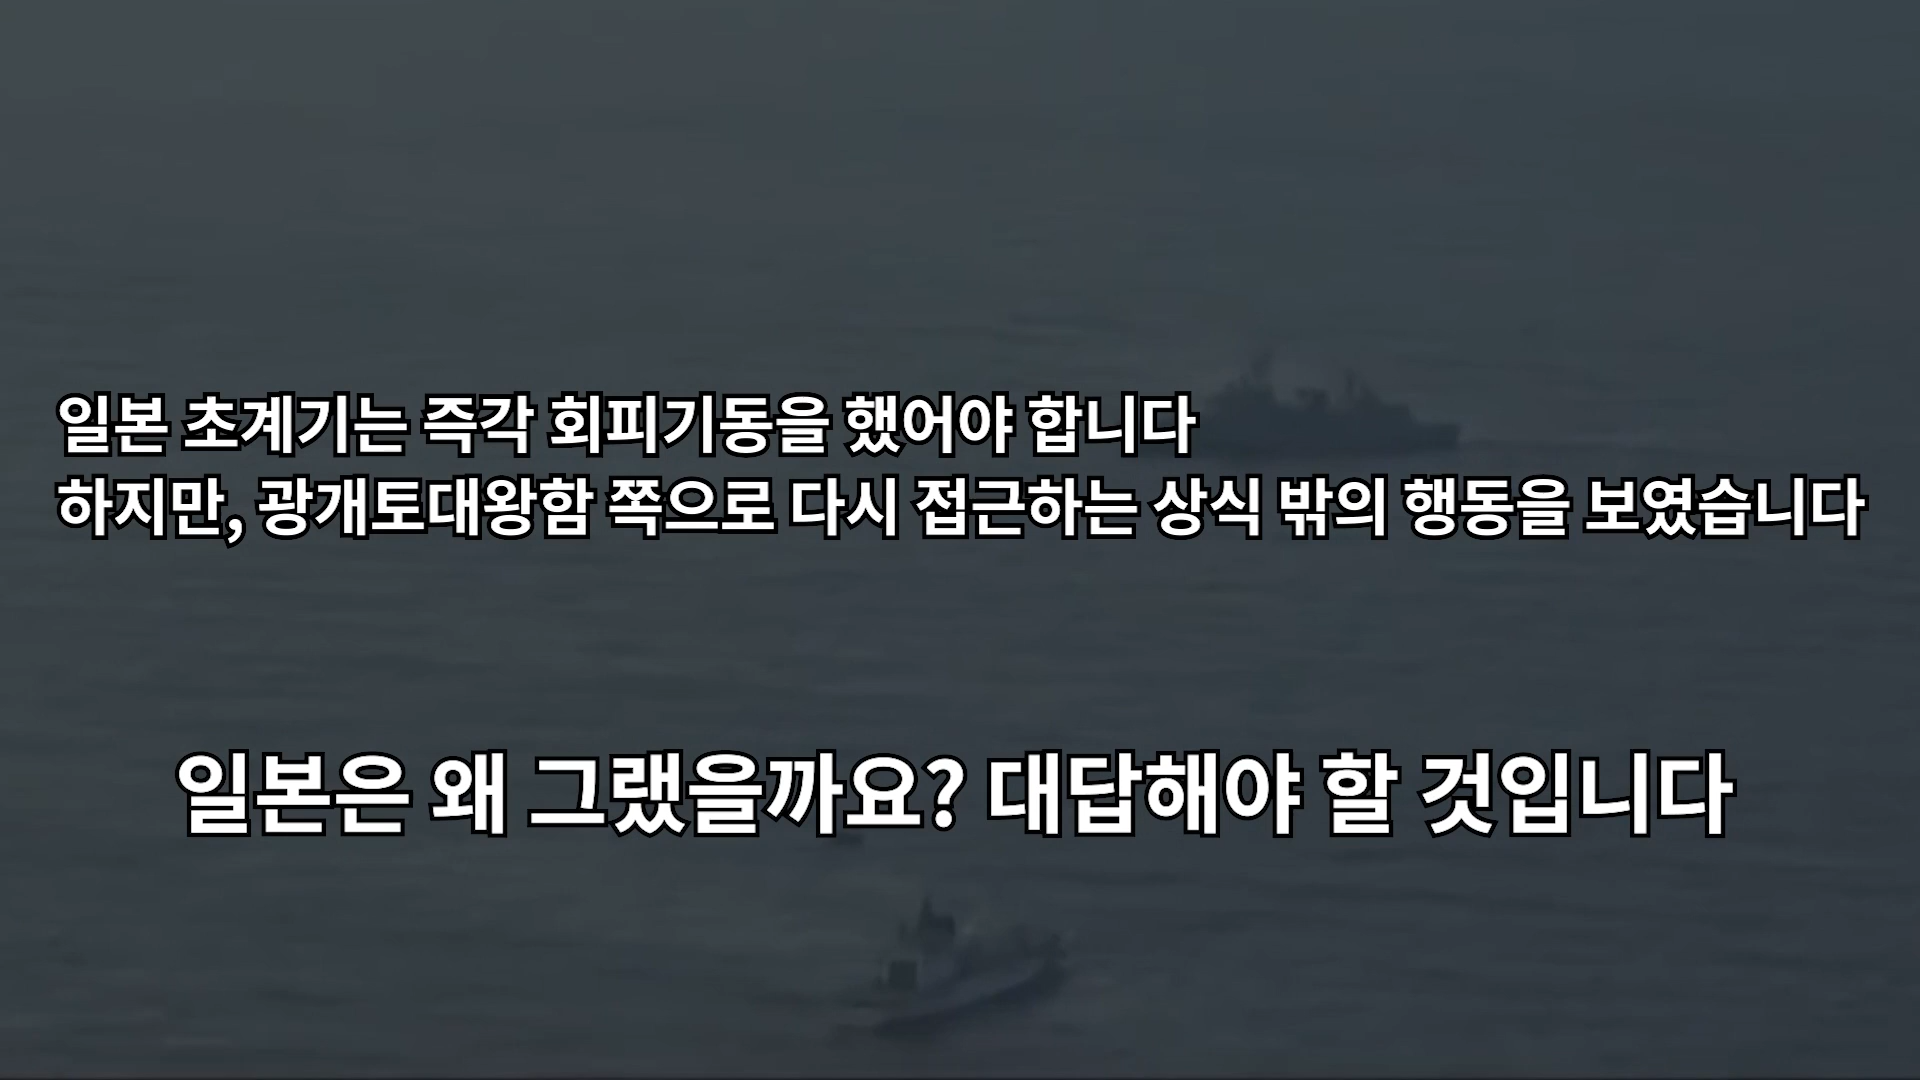 일본 초계기는 즉각 회피기동을 했어야 합니다
하지만, 광개토대왕함 쪽으로 다시 접근하는 상식 밖의 행동을 보였습니다
일본은 왜 그랬을까요? 대답해야 할 것입니다